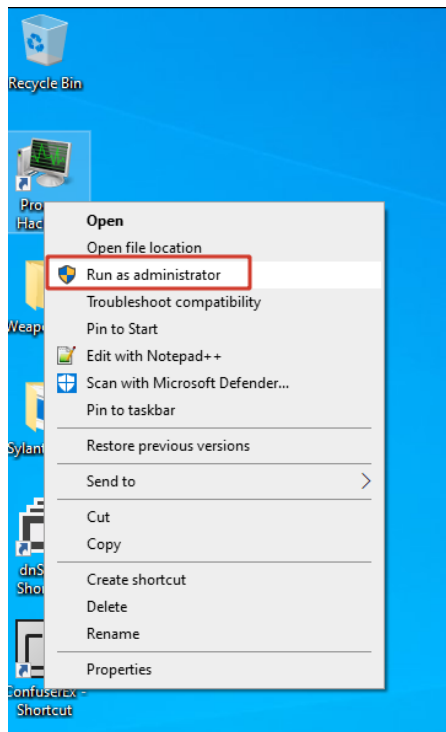 Recycle Bin
Pro
Hac
Open
Open file location
Run as administrator
Troubleshoot compatibility
Pin to Start
Weap
Edit with Notepad++
Scan with Microsoft Defender...
Pin to taskbar
Sylant
Restore previous versions
Send to
Cut
Copy
dnS
Shor
Create shortcut
Delete
Rename
Properties
ConfuserEx -
Shortcut